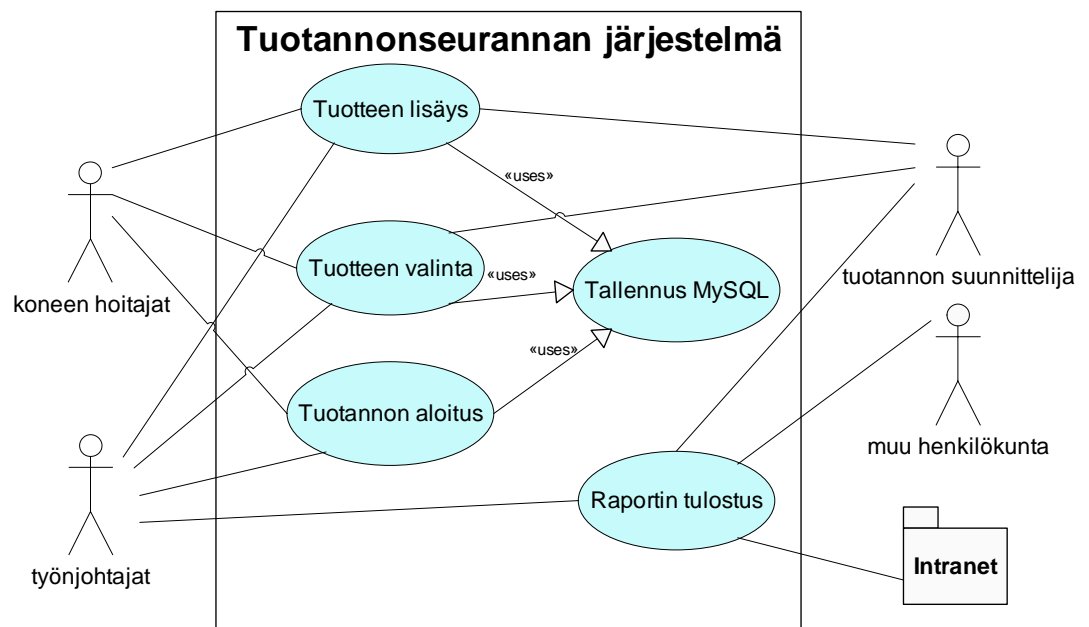 Tuotannonseurannan järjestelmä
Tuotteen lisäys
«uses»
koneen hoitajat
Tuotteen valinta
«uses»
Tallennus MySQL
tuotannon suunnittelija
«uses»
Tuotannon aloitus
muu henkilökunta
Raportin tulostus
työnjohtajat
Intranet